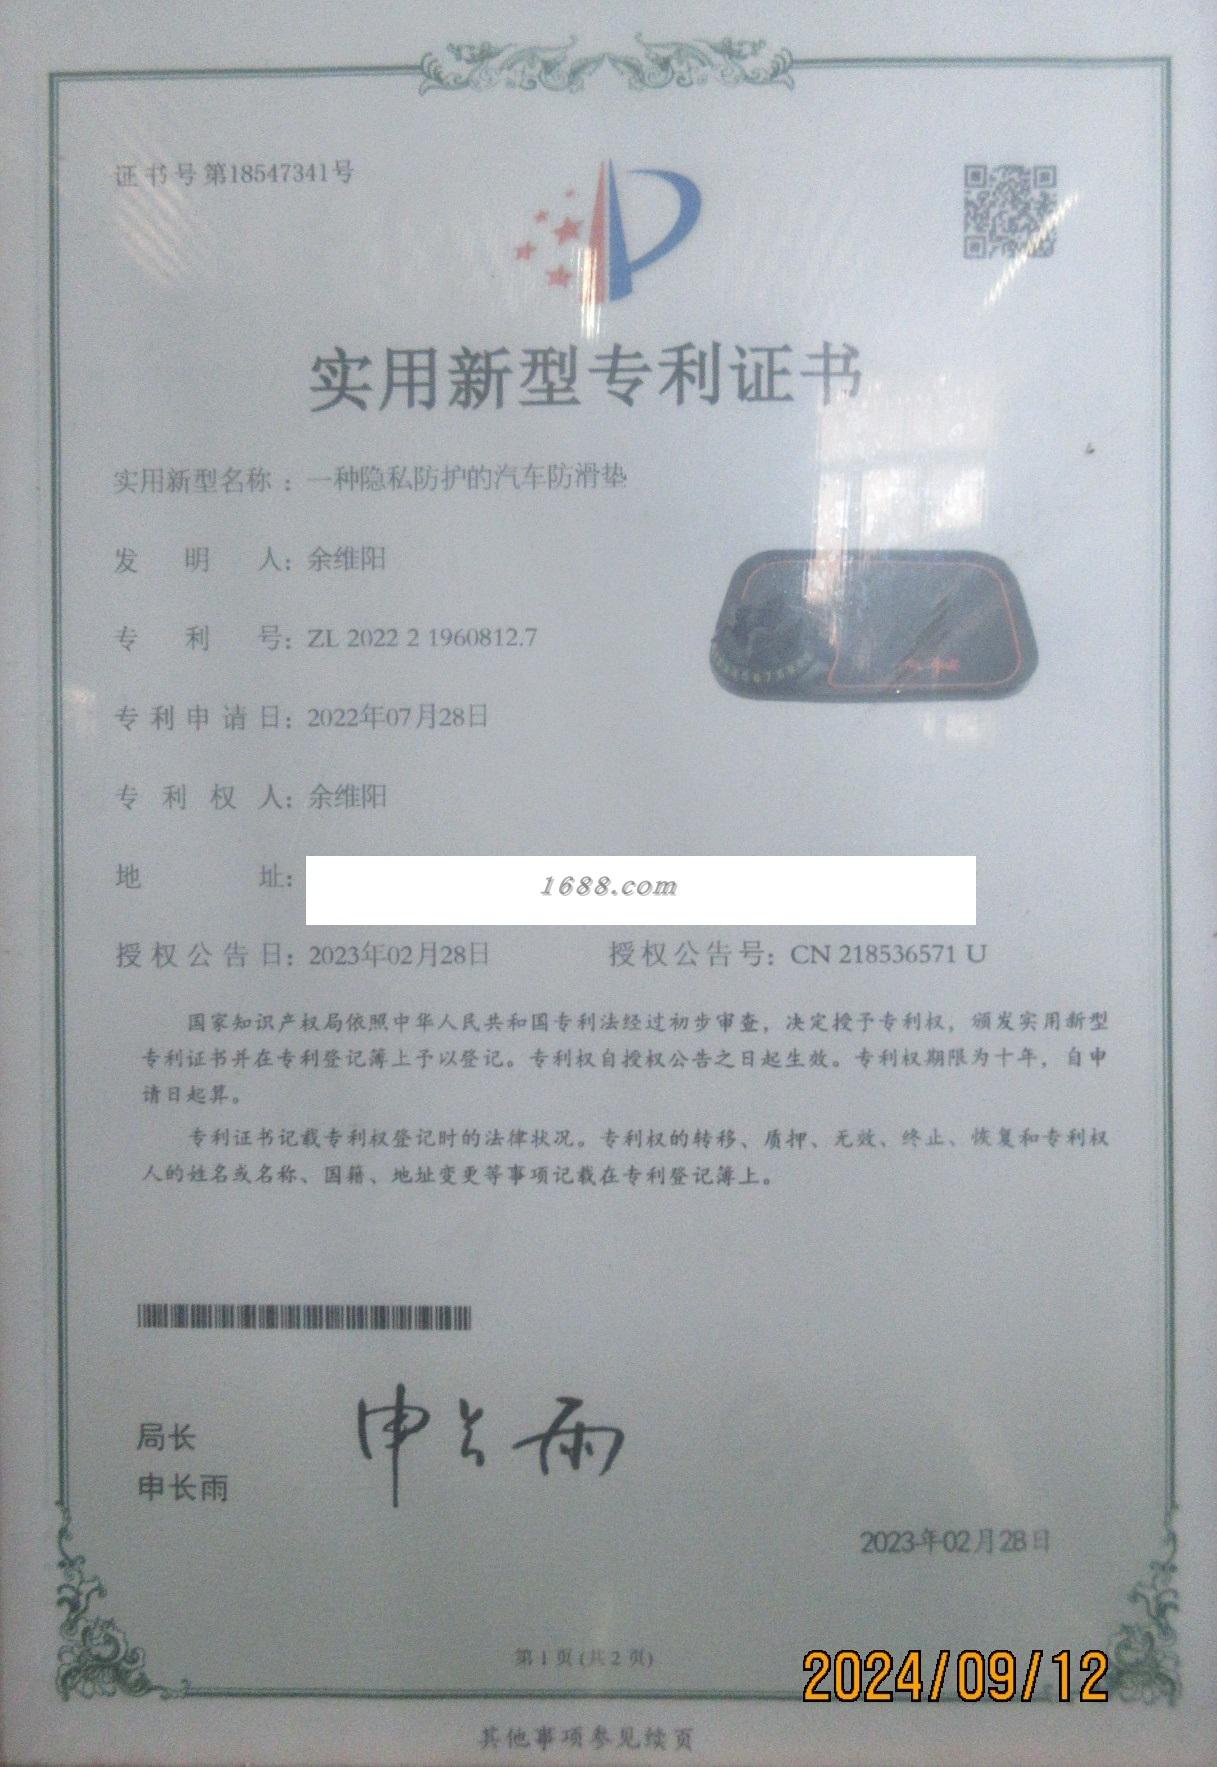 证书号第18547341号
实用新型专利证书
实用新型名称：一种隐私防护的汽车防滑垫
发明人：余维阳
专利号：ZL 2022 2 1960812.7
专利申请日：2022年07月28日
专利权人：余维阳
地址：
1688.com
授权公告日：2023年02月28日 授权公告号：CN 218536571 U
国家知识产权局依照中华人民共和国专利法经过初步审查，决定授予专利权，颁发实用新型
专利证书并在专利登记簿上予以登记。专利权自授权公告之日起生效。专利权期限为十年，自申
请日起算。
专利证书记载专利权登记时的法律状况。专利权的转移、质押、无效、终止、恢复和专利权
人的姓名或名称、国籍、地址变更等事项记载在专利登记簿上。
局长
申长雨
申长雨
2023年02月28日
第1页(共2页)
2024/09/12
其他事项参见续页